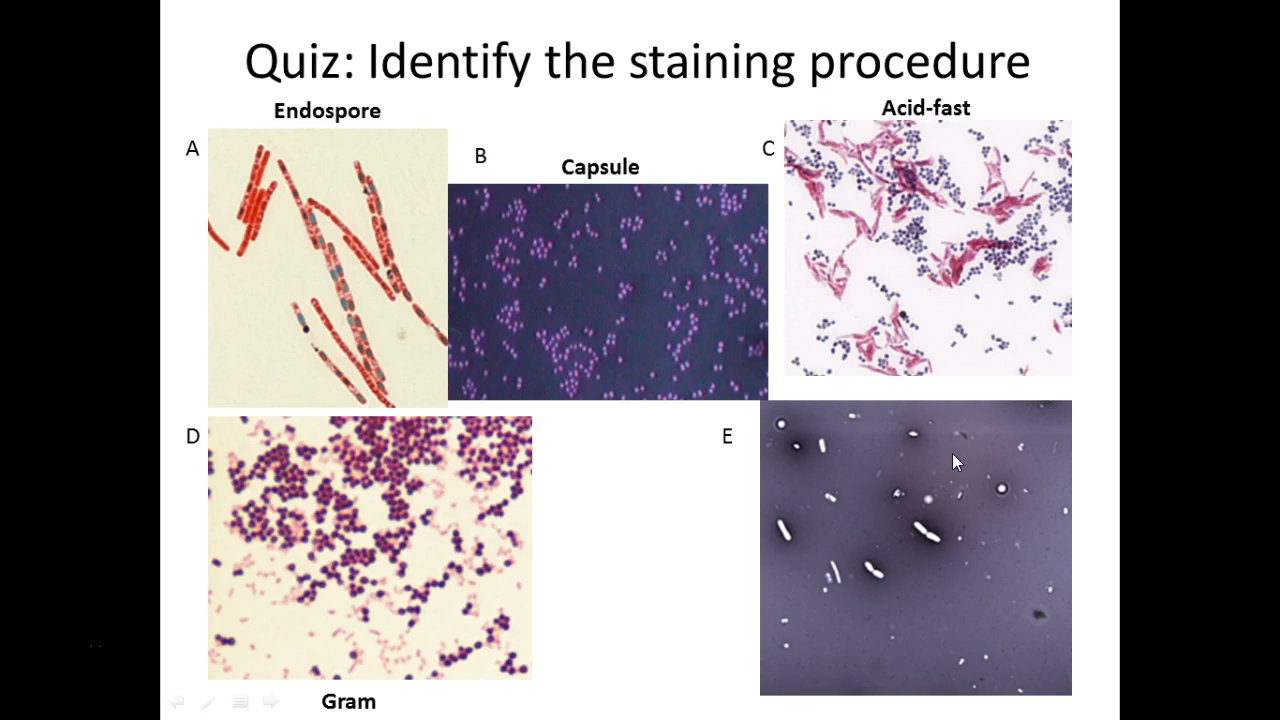 Quiz: Identify the staining procedure
Endospore
Acid-fast
A
B
Capsule
C
D
E
Gram